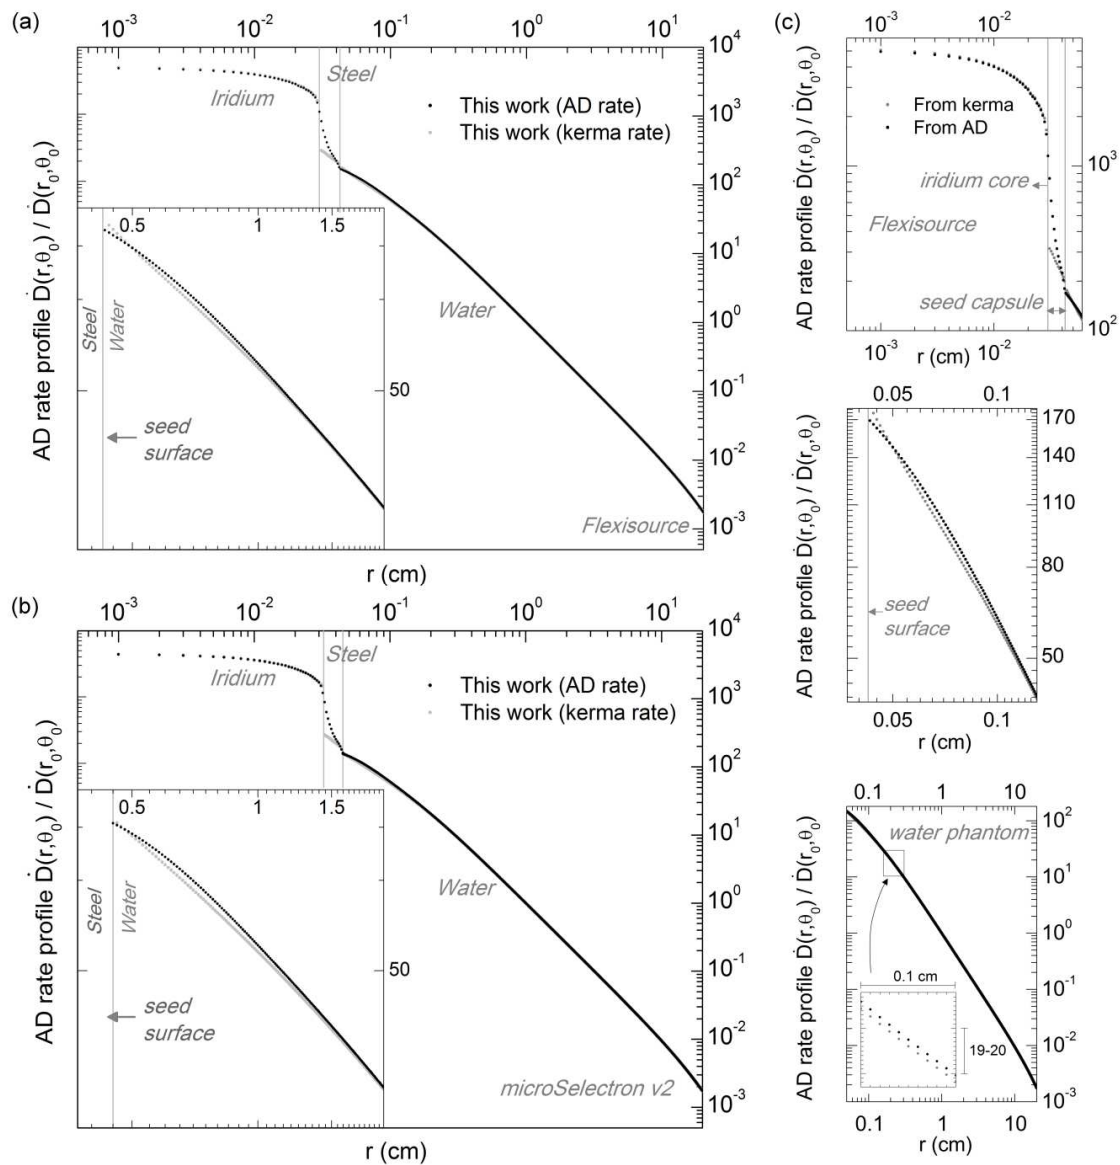 (a)
10⁻³ 10⁻² 10⁻¹ 10⁰ 10¹
10⁴
10³
10²
10¹
10⁰
10⁻¹
10⁻²
10⁻³
Iridium
Steel
This work (AD rate)
This work (kerma rate)
AD rate profile Ḋ(r,θ₀) / Ḋ(r₀,θ₀)
0.5 1 1.5
50
Steel
Water
seed
surface
Water
Flexisource
r (cm)
(b)
10⁻³ 10⁻² 10⁻¹ 10⁰ 10¹
10⁴
10³
10²
10¹
10⁰
10⁻¹
10⁻²
10⁻³
Iridium
Steel
This work (AD rate)
This work (kerma rate)
AD rate profile Ḋ(r,θ₀) / Ḋ(r₀,θ₀)
0.5 1 1.5
50
Steel
Water
seed
surface
Water
microSelectron v2
r (cm)
(c)
10⁻³ 10⁻²
From kerma
From AD
10³
iridium core
Flexisource
seed capsule
10²
AD rate profile Ḋ(r,θ₀) / Ḋ(r₀,θ₀)
10⁻³ 10⁻²
r (cm)
0.05 0.1
170
140
110
80
50
seed
surface
AD rate profile Ḋ(r,θ₀) / Ḋ(r₀,θ₀)
0.05 0.1
r (cm)
0.1 1 10
10²
10¹
10⁰
10⁻¹
10⁻²
10⁻³
water phantom
0.1 cm
19-20
AD rate profile Ḋ(r,θ₀) / Ḋ(r₀,θ₀)
0.1 1 10
r (cm)